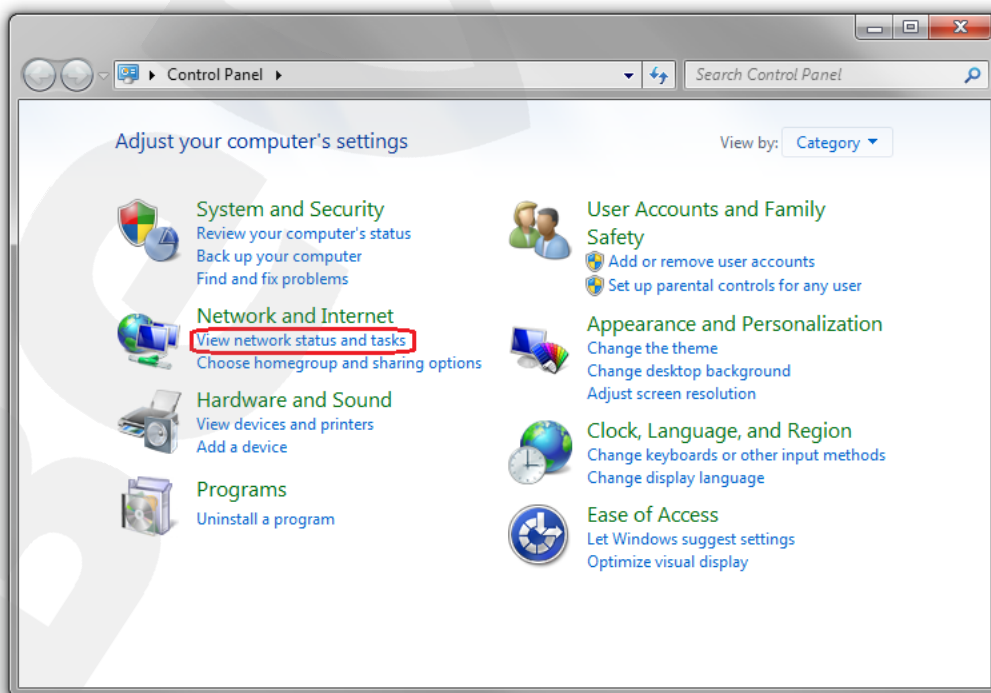 Control Panel
Search Control Panel
Adjust your computer's settings
View by: Category
System and Security
Review your computer's status
Back up your computer
Find and fix problems
Network and Internet
View network status and tasks
Choose homegroup and sharing options
Hardware and Sound
View devices and printers
Add a device
Programs
Uninstall a program
User Accounts and Family
Safety
Add or remove user accounts
Set up parental controls for any user
Appearance and Personalization
Change the theme
Change desktop background
Adjust screen resolution
Clock, Language, and Region
Change keyboards or other input methods
Change display language
Ease of Access
Let Windows suggest settings
Optimize visual display